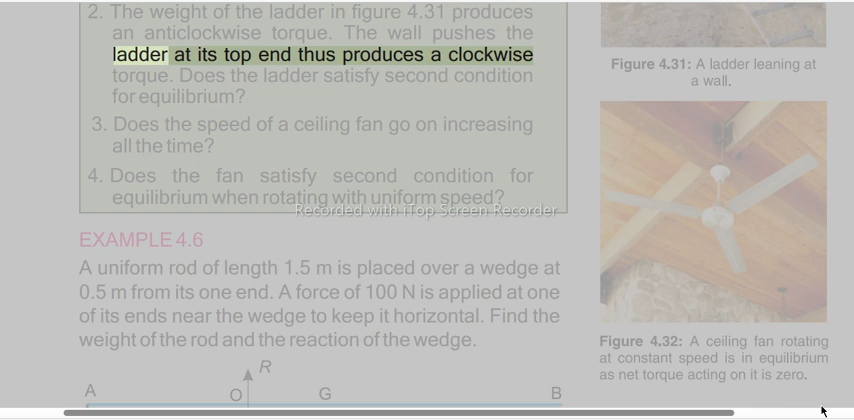 2. The weight of the ladder in figure 4.31 produces
an anticlockwise torque. The wall pushes the
ladder at its top end thus produces a clockwise
torque. Does the ladder satisfy second condition
for equilibrium?
3. Does the speed of a ceiling fan go on increasing
all the time?
4. Does the fan satisfy second condition for
equilibrium when rotating with uniform speed?
Recorded with iTop Screen Recorder
EXAMPLE 4.6
A uniform rod of length 1.5 m is placed over a wedge at
0.5 m from its one end. A force of 100 N is applied at one
of its ends near the wedge to keep it horizontal. Find the
weight of the rod and the reaction of the wedge.
R
A O G B
Figure 4.31: A ladder leaning at
a wall.
Figure 4.32: A ceiling fan rotating
at constant speed is in equilibrium
as net torque acting on it is zero.